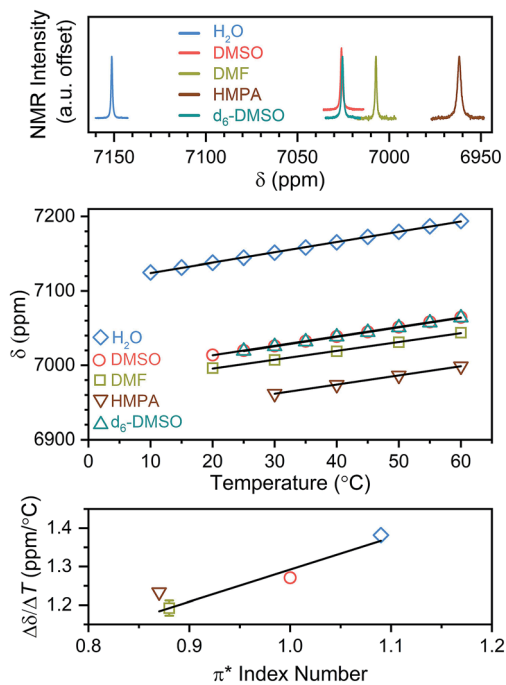 NMR Intensity
(a.u. offset)
H₂O
DMSO
DMF
HMPA
d₆-DMSO
7150 7100 7050 7000 6950
δ (ppm)
7200
7100
7000
6900
δ (ppm)
H₂O
DMSO
DMF
HMPA
d₆-DMSO
0 10 20 30 40 50 60
Temperature (°C)
1.4
1.3
1.2
Δδ/ΔT (ppm/°C)
0.8 0.9 1.0 1.1 1.2
π* Index Number